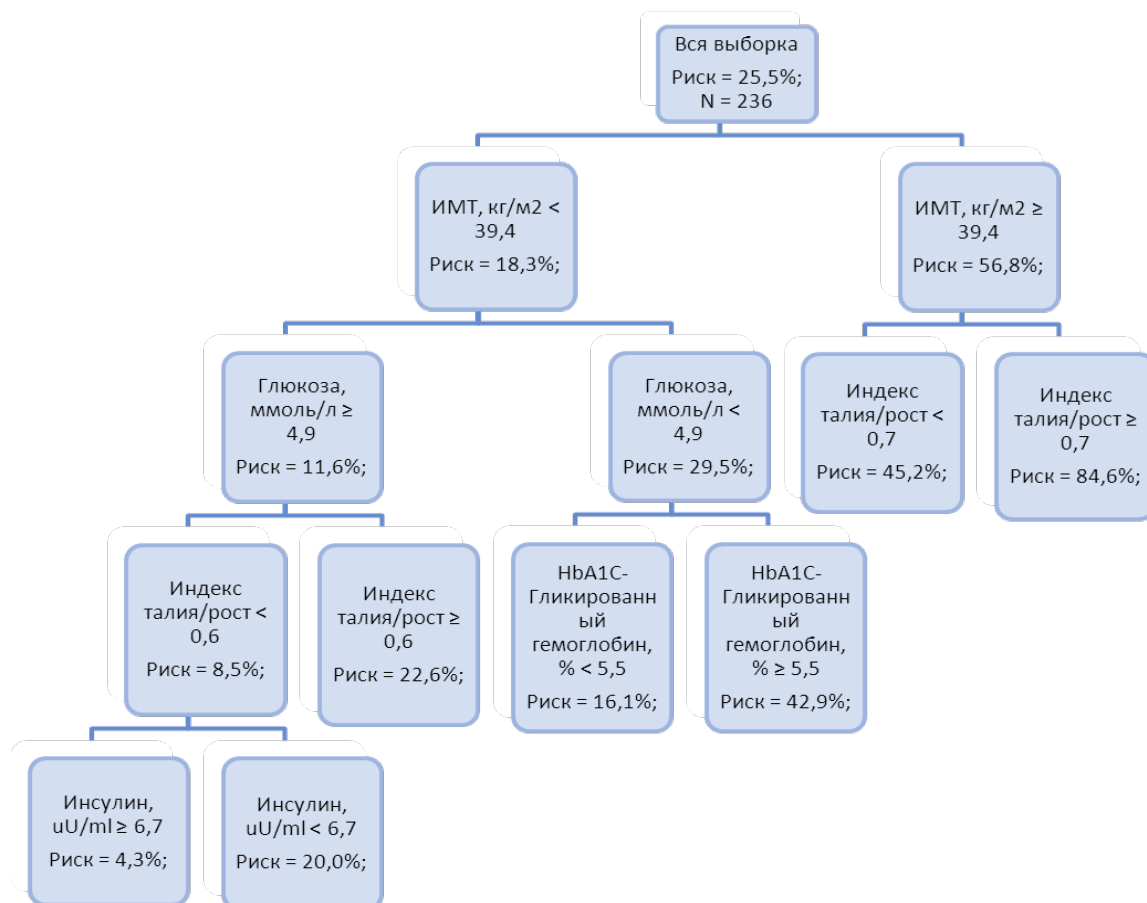 Вся выборка
Риск = 25,5%;
N = 236
ИМТ, кг/м2 <
39,4
Риск = 18,3%;
ИМТ, кг/м2 ≥
39,4
Риск = 56,8%;
Глюкоза,
ммоль/л ≥
4,9
Риск = 11,6%;
Глюкоза,
ммоль/л <
4,9
Риск = 29,5%;
Индекс
талия/рост <
0,7
Риск = 45,2%;
Индекс
талия/рост ≥
0,7
Риск = 84,6%;
Индекс
талия/рост <
0,6
Риск = 8,5%;
Индекс
талия/рост ≥
0,6
Риск = 22,6%;
HbA1C-
Гликированн
ый
гемоглобин,
% < 5,5
Риск = 16,1%;
HbA1C-
Гликированн
ый
гемоглобин,
% ≥ 5,5
Риск = 42,9%;
Инсулин,
uU/ml ≥ 6,7
Риск = 4,3%;
Инсулин,
uU/ml < 6,7
Риск = 20,0%;